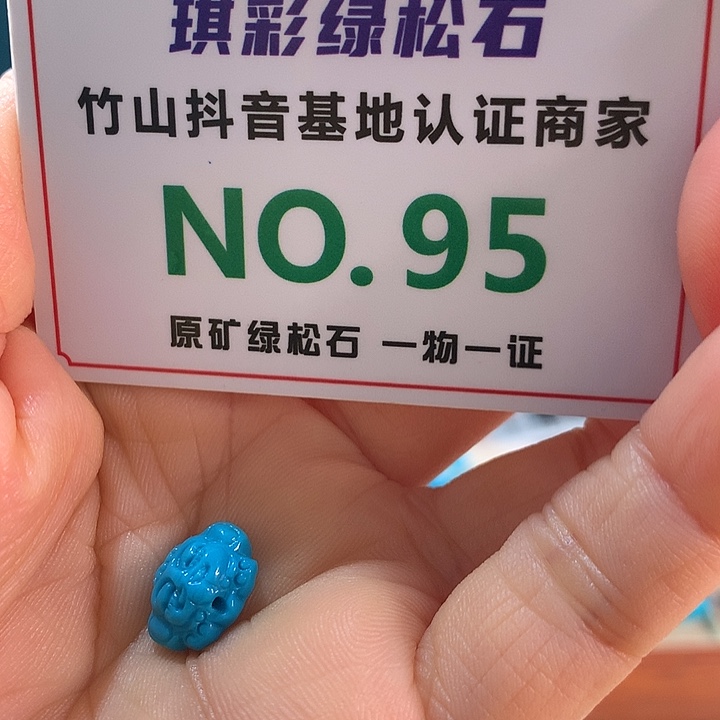 琪彩绿松石
竹山抖音基地认证商家
NO.95
原矿绿松石 一物一证